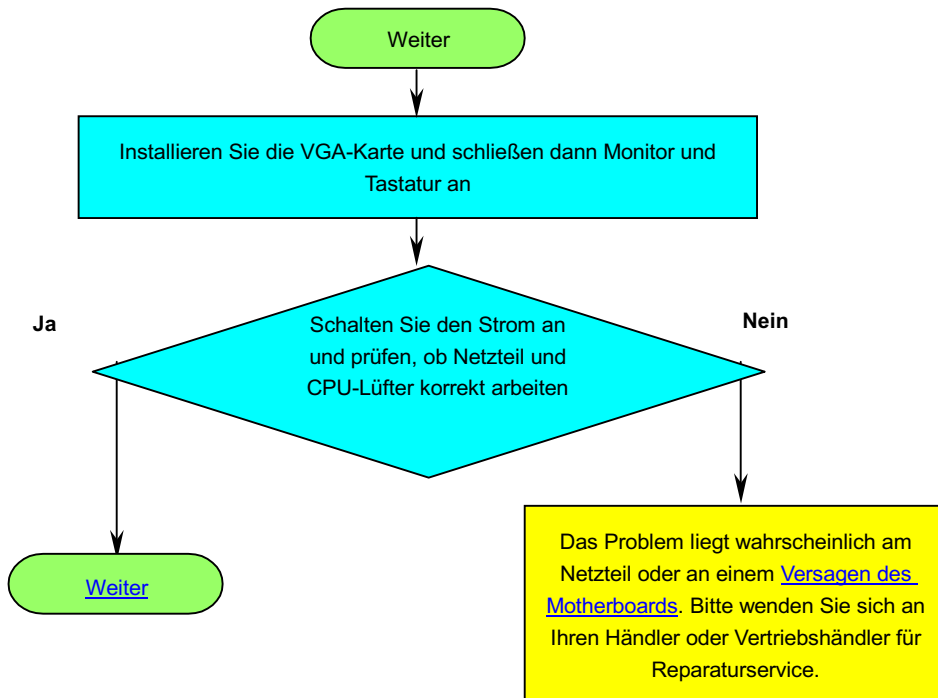 Weiter
Installieren Sie die VGA-Karte und schließen dann Monitor und
Tastatur an
Schalten Sie den Strom an
und prüfen, ob Netzteil und
CPU-Lüfter korrekt arbeiten
Ja
Nein
Weiter
Das Problem liegt wahrscheinlich am
Netzteil oder an einem Versagen des
Motherboards. Bitte wenden Sie sich an
Ihren Händler oder Vertriebshändler für
Reparaturservice.